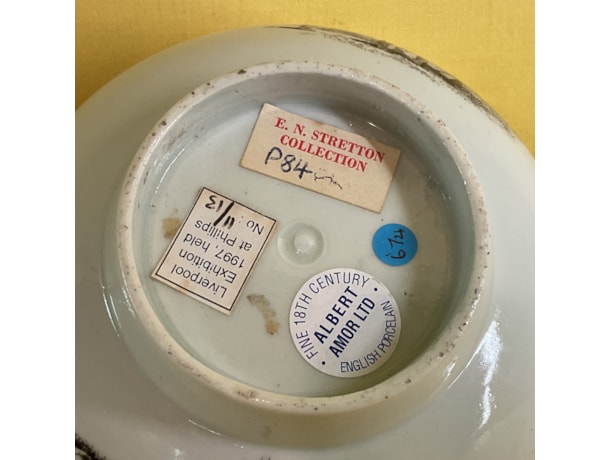 E. N. STRETTON
COLLECTION
P84
Liverpool
Exhibition
1997, held
at Phillips
No: 11/13
674
FINE 18TH CENTURY
ALBERT
AMOR LTD
ENGLISH PORCELAIN